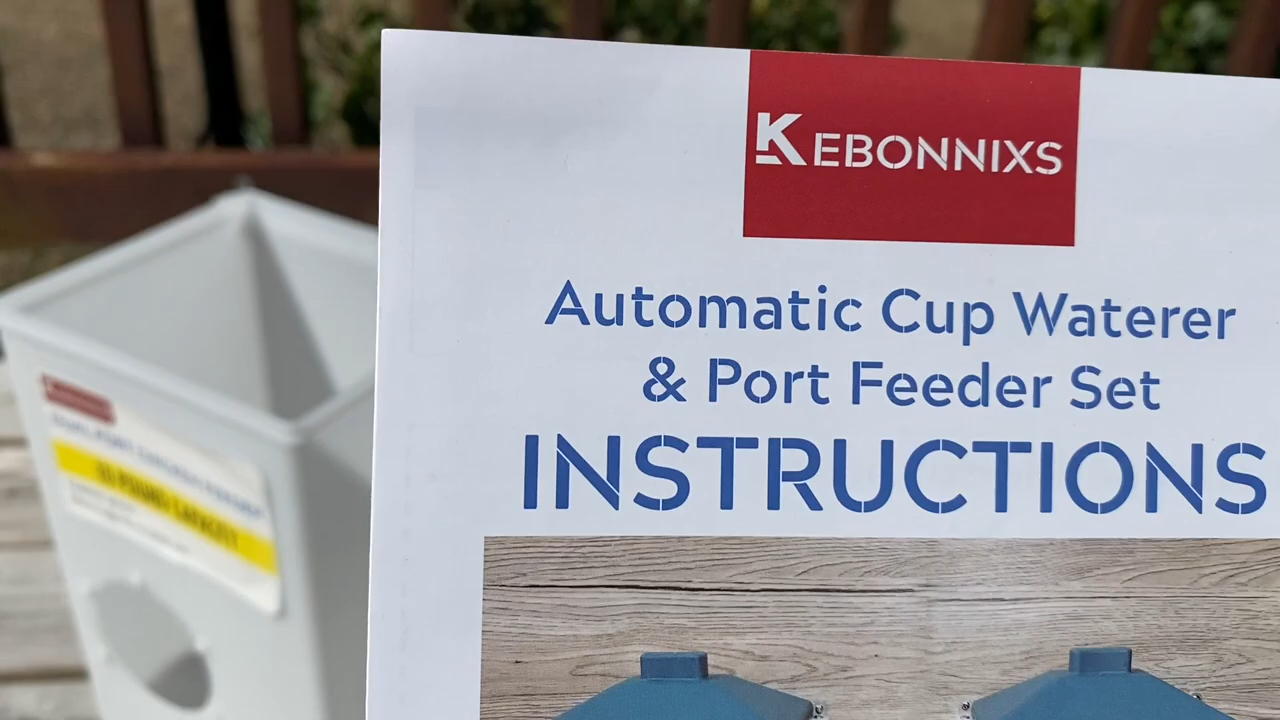 KEBONNIXS
Automatic Cup Waterer
& Port Feeder Set
INSTRUCTIONS